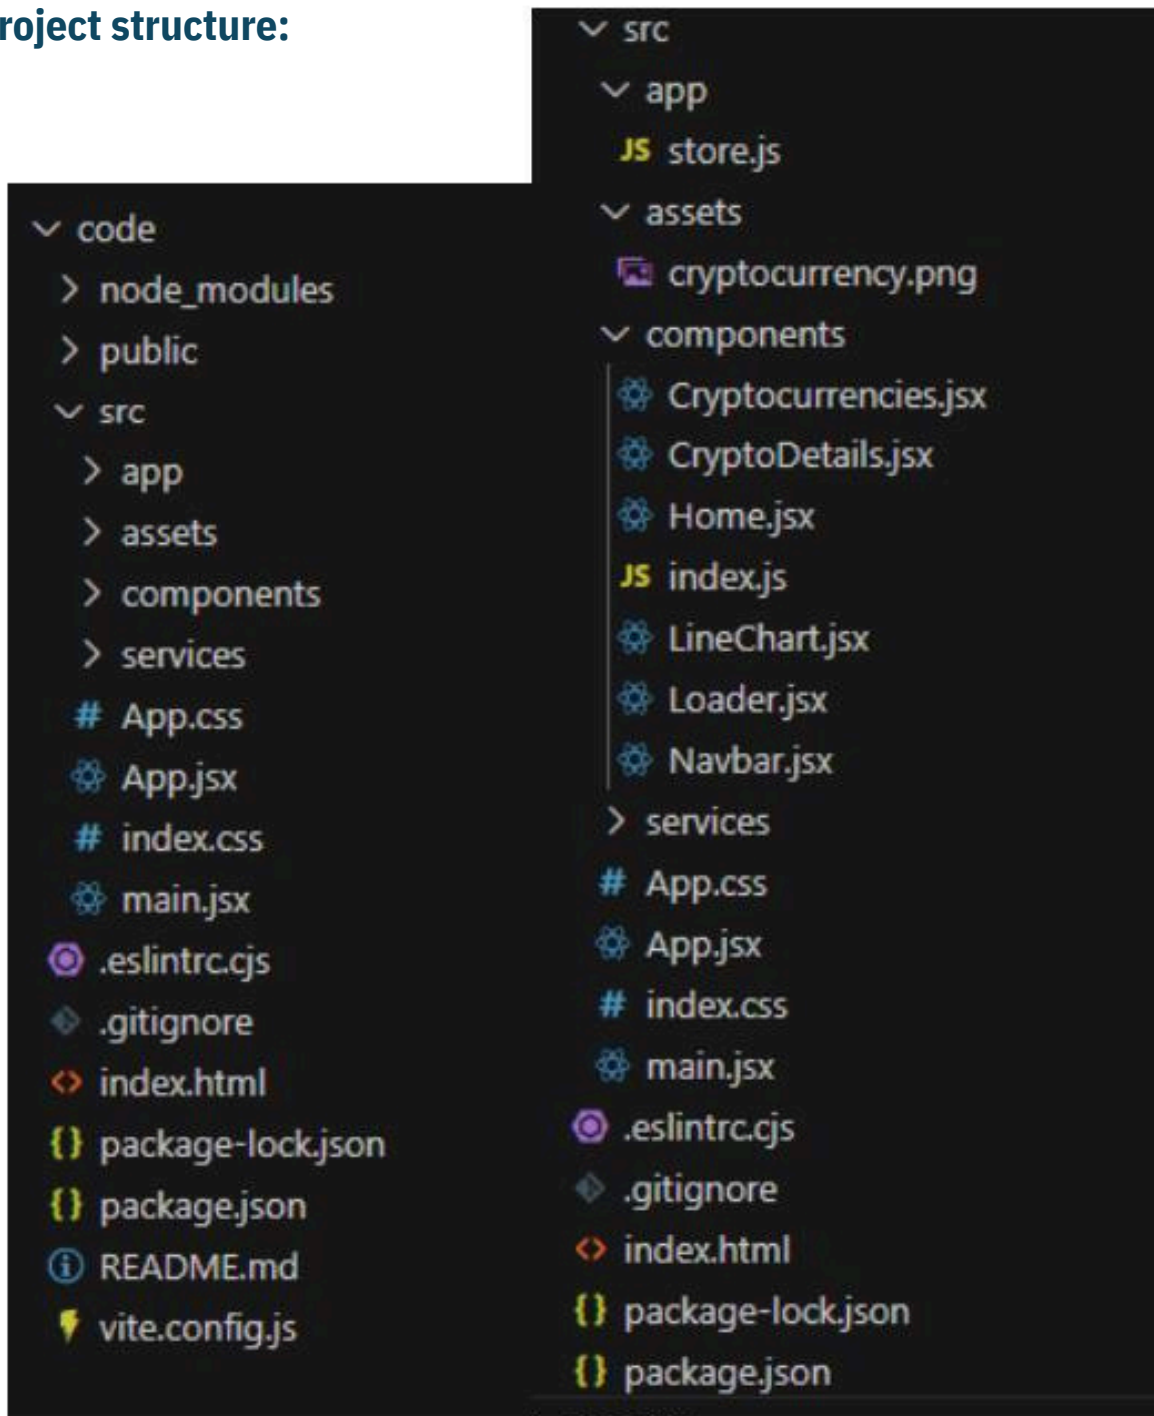 roject structure:
code
node_modules
public
src
app
assets
components
services
# App.css
App.jsx
# index.css
main.jsx
.eslintrc.cjs
.gitignore
<> index.html
{} package-lock.json
{} package.json
README.md
vite.config.js
src
app
JS store.js
assets
cryptocurrency.png
components
Cryptocurrencies.jsx
CryptoDetails.jsx
Home.jsx
JS index.js
LineChart.jsx
Loader.jsx
Navbar.jsx
services
# App.css
App.jsx
# index.css
main.jsx
.eslintrc.cjs
.gitignore
<> index.html
{} package-lock.json
{} package.json